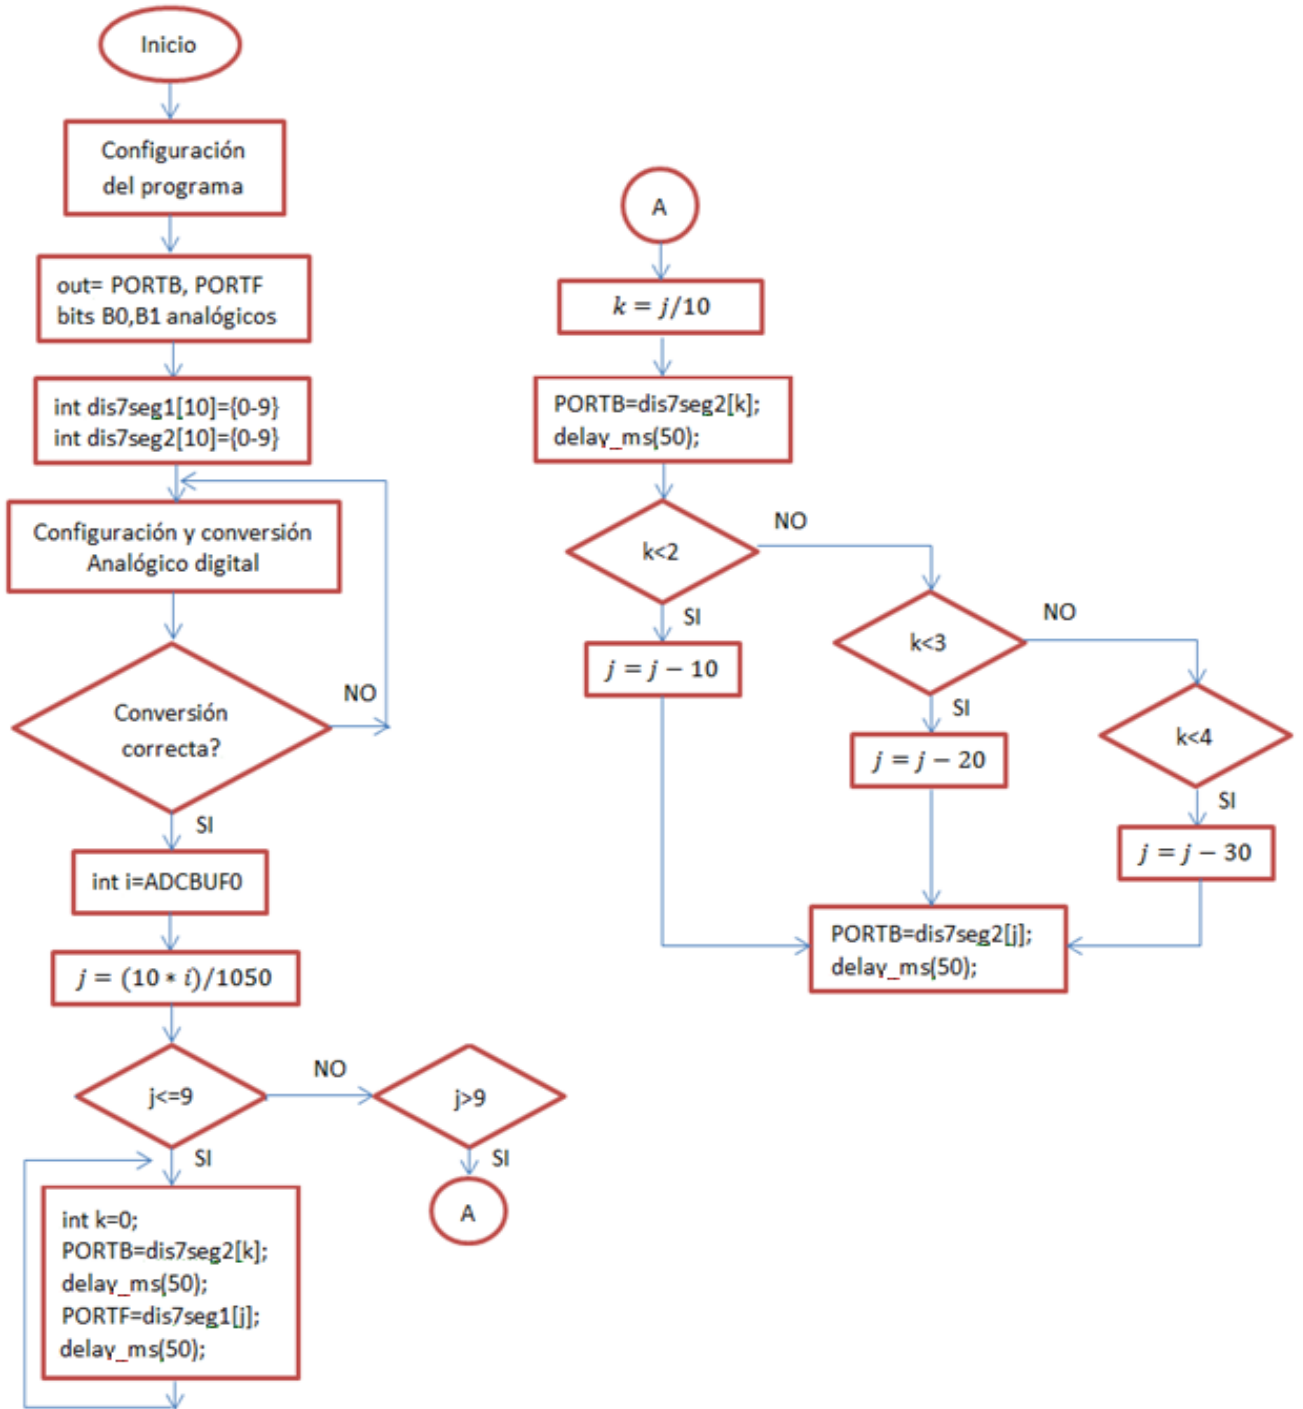 Inicio
Configuración
del programa
out= PORTB, PORTF
bits B0,B1 analógicos
int dis7seg1[10]={0-9}
int dis7seg2[10]={0-9}
Configuración y conversión
Analógico digital
Conversión
correcta?
NO
SI
int i=ADCBUF0
j = (10 * i)/1050
j<=9
NO
j>9
SI
SI
A
int k=0;
PORTB=dis7seg2[k];
delay_ms(50);
PORTF=dis7seg1[j];
delay_ms(50);
A
k = j/10
PORTB=dis7seg2[k];
delay_ms(50);
k<2
NO
SI
j = j − 10
k<3
NO
SI
j = j − 20
k<4
SI
j = j − 30
PORTB=dis7seg2[j];
delay_ms(50);